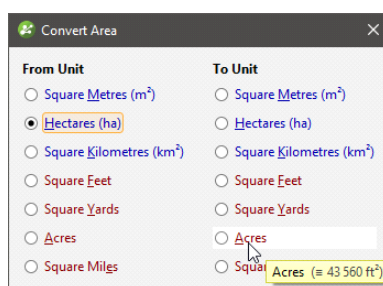 Convert Area
From Unit To Unit
Square Metres (m²) Square Metres (m²)
Hectares (ha) Hectares (ha)
Square Kilometres (km²) Square Kilometres (km²)
Square Feet Square Feet
Square Yards Square Yards
Acres Acres
Square Miles Squar Acres (≡ 43 560 ft²)